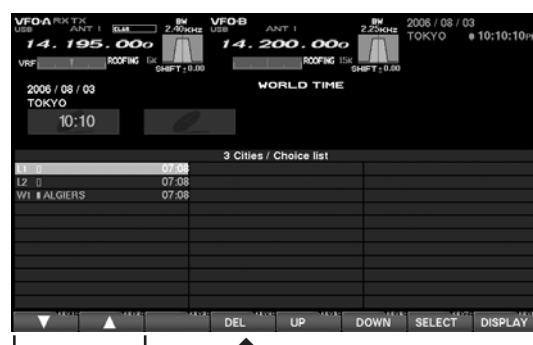 VFO-A RX TX BW VFO-B BW 2006 / 08 / 03
USB ANT 1 CLAR 2.40KHZ USB ANT 1 2.25KHZ TOKYO 10:10:10PM
14. 195. 00o 14. 200. 00o
VRF ROOFING 6K SHIFT±0.00 ROOFING 15K SHIFT±0.00
2006 / 08 / 03 WORLD TIME
TOKYO
10:10
3 Cities / Choice list
L1 07:08
L2 07:08
W1 ALGIERS 07:08
▼ ▲ DEL UP DOWN SELECT DISPLAY